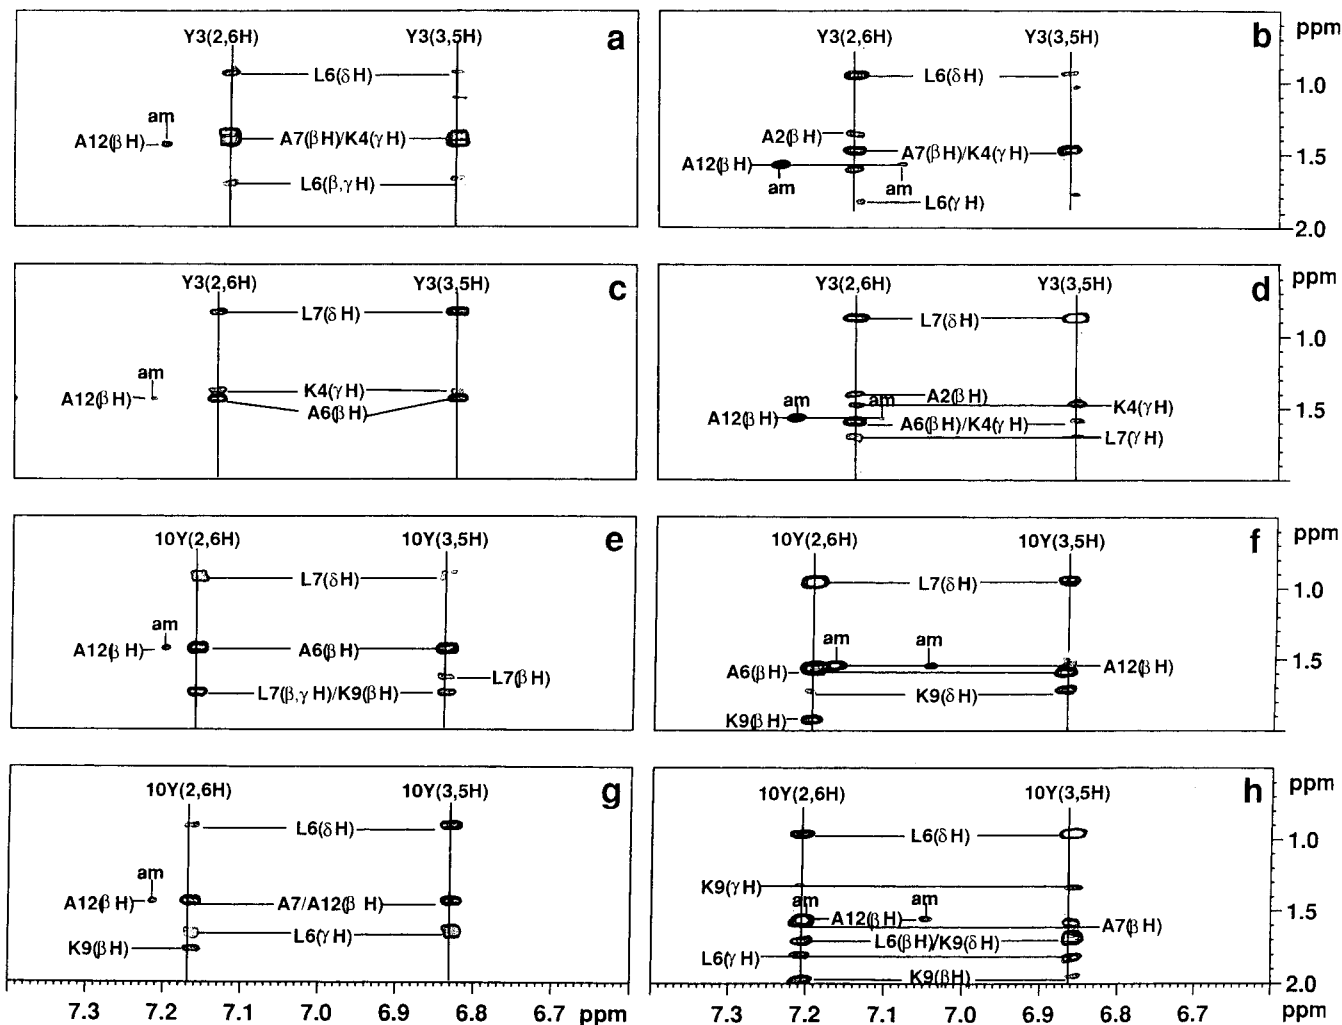 a
Y3(2,6H) Y3(3,5H)
L6(δH)
am
A12(βH) A7(βH)/K4(γH)
L6(β,γH)
b
ppm
Y3(2,6H) Y3(3,5H)
L6(δH)
1.0
A2(βH)
A7(βH)/K4(γH)
A12(βH)
1.5
am am
L6(γH)
2.0
c
Y3(2,6H) Y3(3,5H)
L7(δH)
am
K4(γH)
A12(βH)
A6(βH)
d
ppm
Y3(2,6H) Y3(3,5H)
L7(δH)
1.0
A2(βH)
am am
K4(γH)
1.5
A12(βH)
A6(βH)/K4(γH)
L7(γH)
e
10Y(2,6H) 10Y(3,5H)
L7(δH)
am
A12(βH) A6(βH)
L7(βH)
L7(β,γH)/K9(βH)
f
ppm
10Y(2,6H) 10Y(3,5H)
L7(δH)
1.0
am am
1.5
A6(βH) A12(βH)
K9(δH)
K9(βH)
g
10Y(2,6H) 10Y(3,5H)
L6(δH)
am
A12(βH) A7/A12(βH)
L6(γH)
K9(βH)
7.3 7.2 7.1 7.0 6.9 6.8 6.7 ppm
h
ppm
10Y(2,6H) 10Y(3,5H)
L6(δH)
1.0
K9(γH)
am am
1.5
A12(βH) A7(βH)
L6(βH)/K9(δH)
L6(γH)
K9(βH)
2.0
7.3 7.2 7.1 7.0 6.9 6.8 6.7 ppm